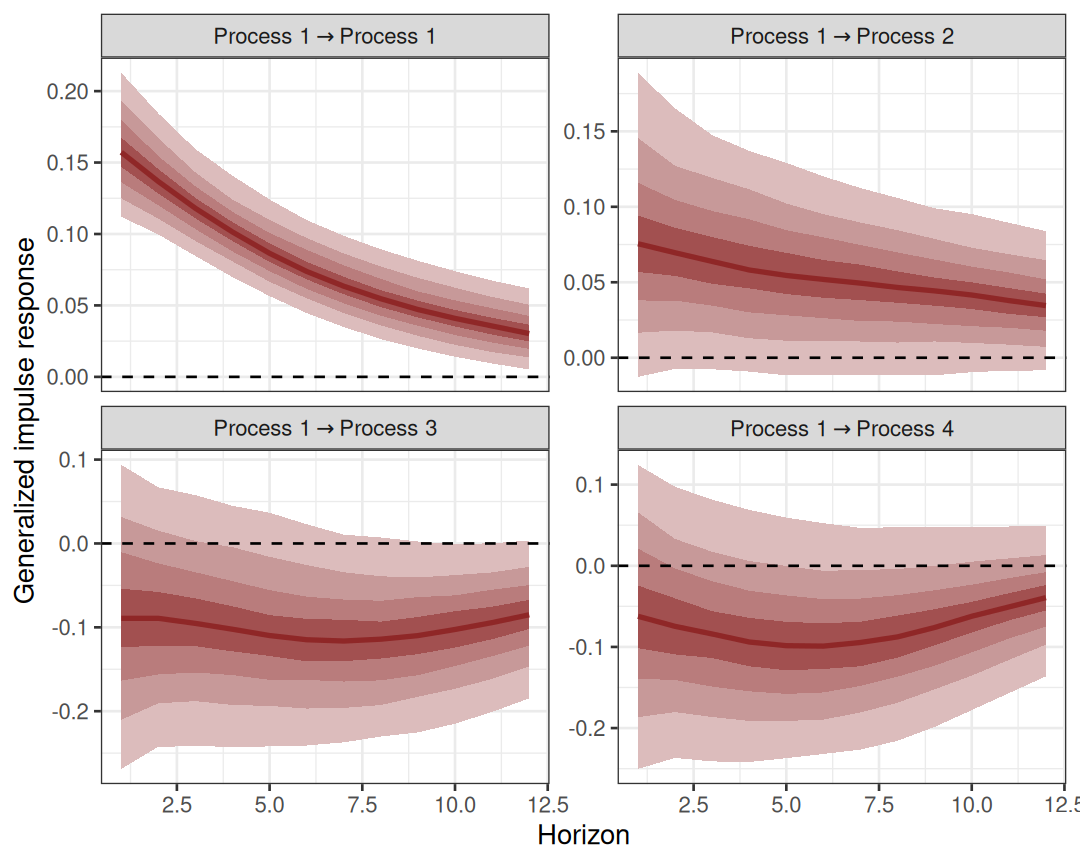 Process 1 → Process 1
Process 1 → Process 2
0.20
0.15
0.10
0.05
0.00
0.15
0.10
0.05
0.00
Process 1 → Process 3
Process 1 → Process 4
0.1
0.0
-0.1
-0.2
0.1
0.0
-0.1
-0.2
2.5 5.0 7.5 10.0 12.5
2.5 5.0 7.5 10.0 12.5
Horizon
Generalized impulse response